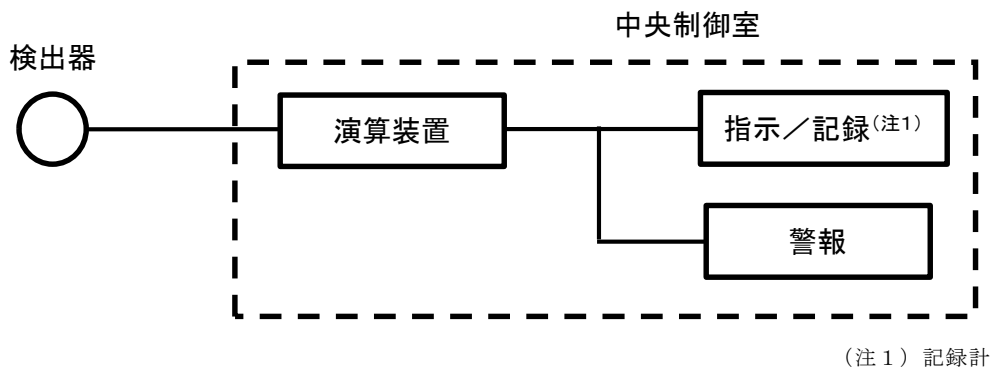 中央制御室
検出器
演算装置
指示／記録(注1)
警報
(注１) 記録計